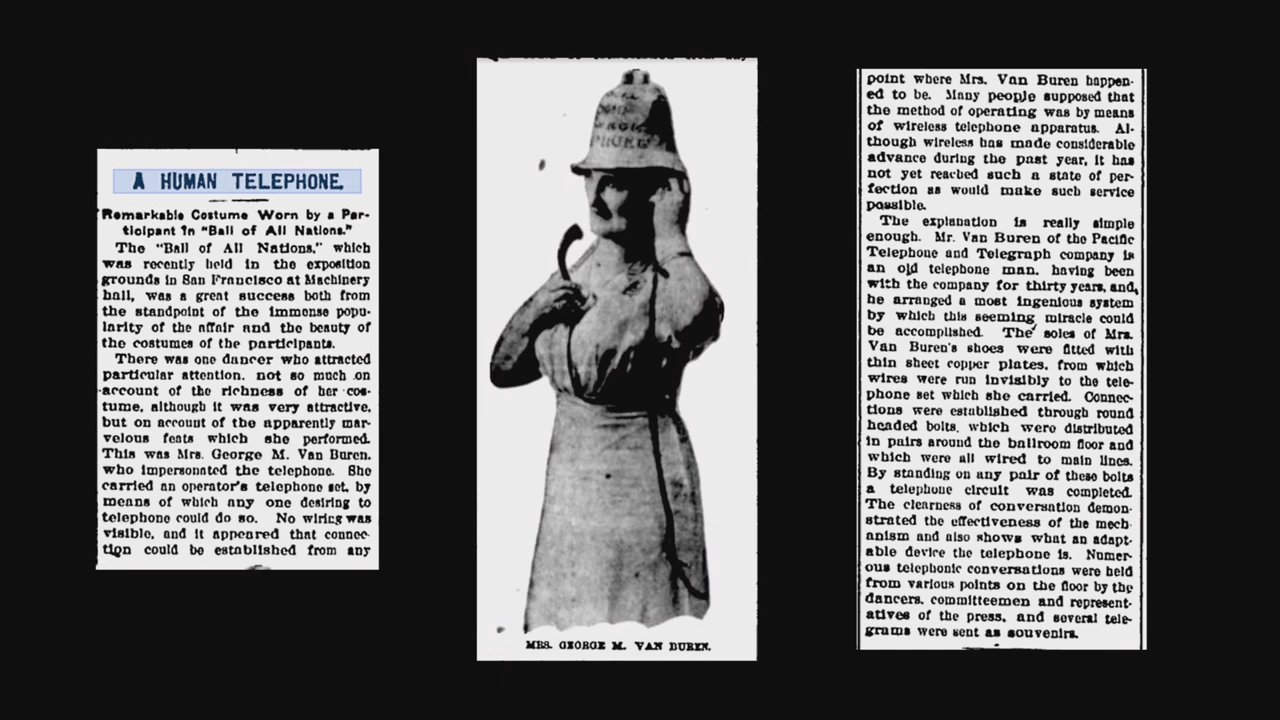 A HUMAN TELEPHONE.
Remarkable Costume Worn by a Par-
ticipant in "Ball of All Nations."
The "Ball of All Nations," which
was recently held in the exposition
grounds in San Francisco at Machinery
hall, was a great success both from
the standpoint of the immense popu-
larity of the affair and the beauty of
the costumes of the participants.
There was one dancer who attracted
particular attention, not so much on
account of the richness of her cos-
tume, although it was very attractive,
but on account of the apparently mar-
velous feats which she performed.
This was Mrs. George M. Van Buren,
who impersonated the telephone. She
carried an operator's telephone set, by
means of which any one desiring to
telephone could do so. No wiring was
visible, and it appeared that connec-
tion could be established from any
MRS. GEORGE M. VAN BUREN.
point where Mrs. Van Buren happen-
ed to be. Many people supposed that
the method of operating was by means
of wireless telephone apparatus. Al-
though wireless has made considerable
advance during the past year, it has
not yet reached such a state of per-
fection as would make such service
possible.
The explanation is really simple
enough. Mr. Van Buren of the Pacific
Telephone and Telegraph company is
an old telephone man, having been
with the company for thirty years, and
he arranged a most ingenious system
by which this seeming miracle could
be accomplished. The soles of Mrs.
Van Buren's shoes were fitted with
thin sheet copper plates, from which
wires were run invisibly to the tele-
phone set which she carried. Connec-
tions were established through round
headed bolts, which were distributed
in pairs around the ballroom floor and
which were all wired to main lines.
By standing on any pair of these bolts
a telephone circuit was completed.
The clearness of conversation demon-
strated the effectiveness of the mech-
anism and also shows what an adapt-
able device the telephone is. Numer-
ous telephonic conversations were held
from various points on the floor by the
dancers, committeemen and represent-
atives of the press, and several tele-
grams were sent as souvenirs.